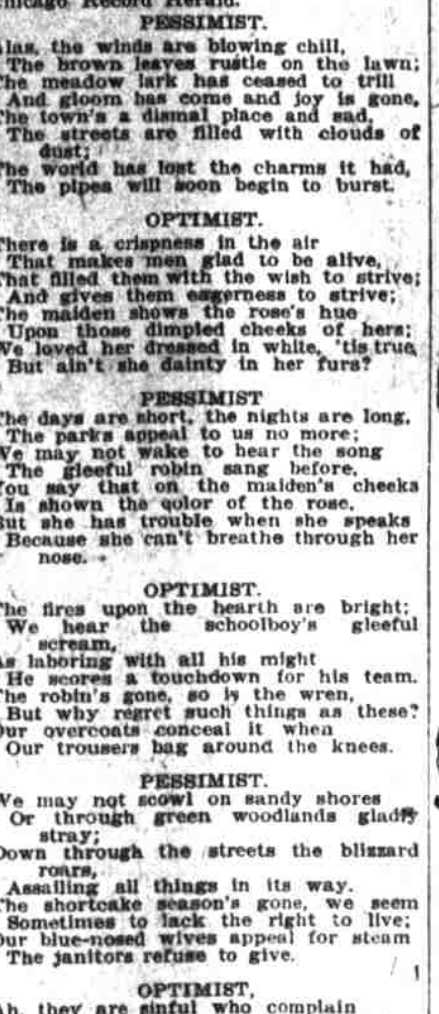 Chicago Record Herald.
PESSIMIST.
Alas, the winds are blowing chill,
The brown leaves rustle on the lawn;
The meadow lark has ceased to trill
And gloom has come and joy is gone,
The town's a dismal place and sad,
The streets are filled with clouds of
dust;
The world has lost the charms it had,
The pipes will soon begin to burst.
OPTIMIST.
There is a crispness in the air
That makes men glad to be alive,
That filled them with the wish to strive;
And gives them eagerness to strive;
The maiden shows the rose's hue
Upon those dimpled cheeks of hers;
We loved her dressed in white, 'tis true,
But ain't she dainty in her furs?
PESSIMIST
The days are short, the nights are long,
The parks appeal to us no more;
We may not wake to hear the song
The gleeful robin sang before,
You say that on the maiden's cheeks
Is shown the qolor of the rose,
But she has trouble when she speaks
Because she can't breathe through her
nose.
OPTIMIST.
The fires upon the hearth are bright;
We hear the schoolboy's gleeful
scream,
As laboring with all his might
He scores a touchdown for his team.
The robin's gone, so is the wren,
But why regret such things as these?
Our overcoats conceal it when
Our trousers bag around the knees.
PESSIMIST.
We may not scowl on sandy shores
Or through green woodlands gladly
stray;
Down through the streets the blizzard
roars,
Assailing all things in its way.
The shortcake season's gone, we seem
Sometimes to lack the right to live;
Our blue-nosed wives appeal for steam
The janitors refuse to give.
OPTIMIST,
Ah, they are sinful who complain